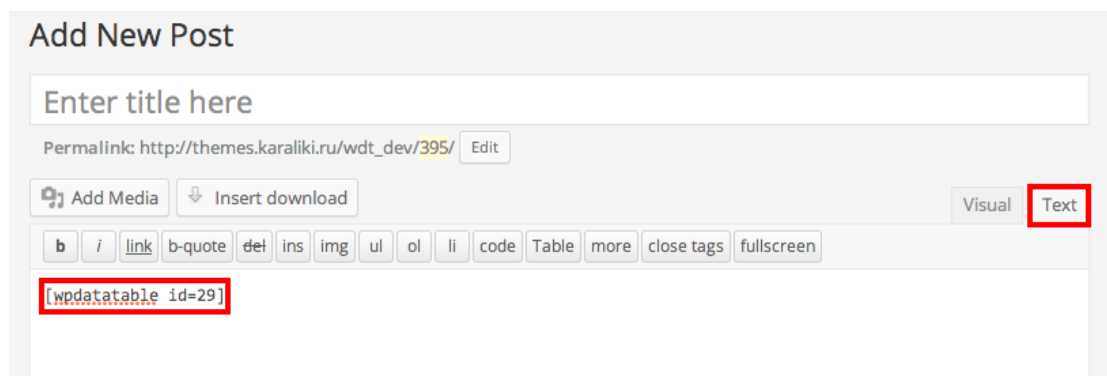 Add New Post
Enter title here
Permalink: http://themes.karaliki.ru/wdt_dev/395/ Edit
Add Media Insert download Visual Text
b i link b-quote del ins img ul ol li code Table more close tags fullscreen
[wpdatatable id=29]